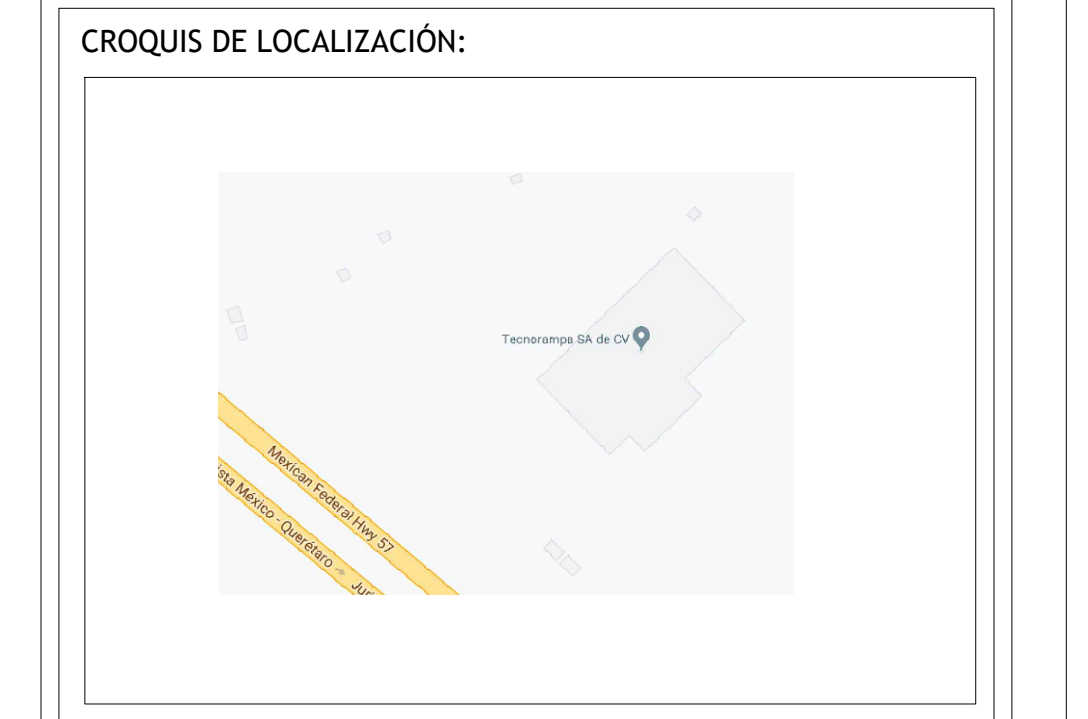 CROQUIS DE LOCALIZACIÓN:
Tecnorampa SA de CV
Mexican Federal Hwy 57
ista México - Querétaro